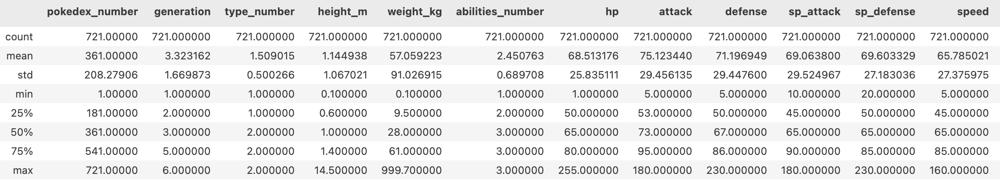 pokedex_number generation type_number height_m weight_kg abilities_number hp attack defense sp_attack sp_defense speed
count 721.00000 721.000000 721.000000 721.000000 721.000000 721.000000 721.000000 721.000000 721.000000 721.000000 721.000000 721.000000
mean 361.00000 3.323162 1.509015 1.144938 57.059223 2.450763 68.513176 75.123440 71.196949 69.063800 69.603329 65.785021
std 208.27906 1.669873 0.500266 1.067021 91.026915 0.689708 25.835111 29.456135 29.447600 29.524967 27.183036 27.375975
min 1.00000 1.000000 1.000000 0.100000 0.100000 1.000000 1.000000 5.000000 5.000000 10.000000 20.000000 5.000000
25% 181.00000 2.000000 1.000000 0.600000 9.500000 2.000000 50.000000 53.000000 50.000000 45.000000 50.000000 45.000000
50% 361.00000 3.000000 2.000000 1.000000 28.000000 3.000000 65.000000 73.000000 67.000000 65.000000 65.000000 65.000000
75% 541.00000 5.000000 2.000000 1.400000 61.000000 3.000000 80.000000 95.000000 86.000000 90.000000 85.000000 85.000000
max 721.00000 6.000000 2.000000 14.500000 999.700000 3.000000 255.000000 180.000000 230.000000 180.000000 230.000000 160.000000